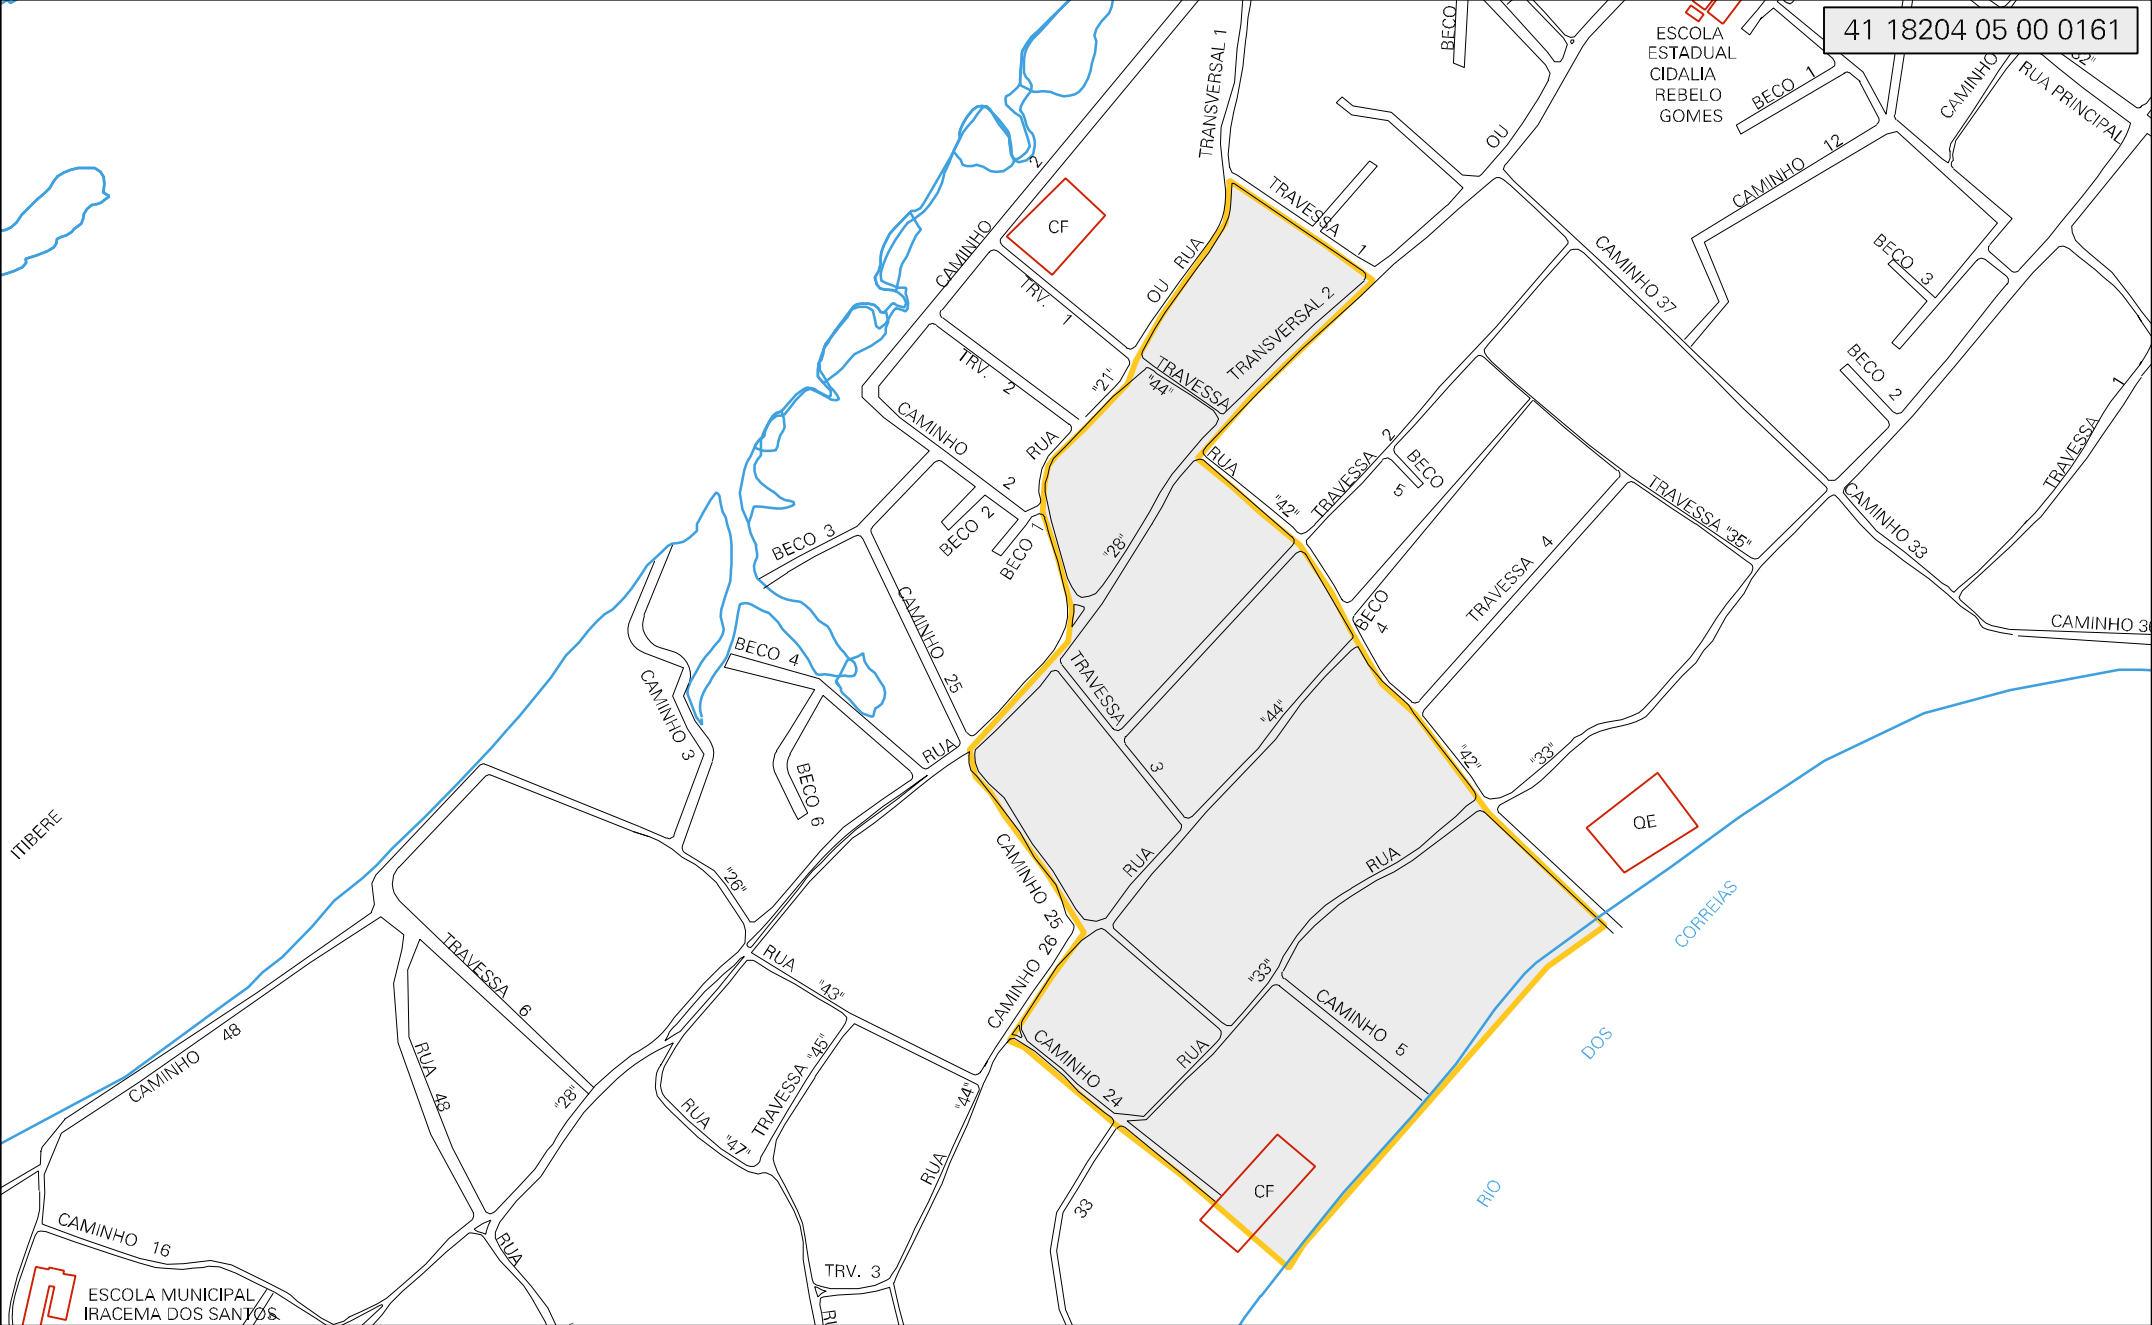 41 18204 05 00 0161
ESCOLA
ESTADUAL
CIDALIA
REBELO
GOMES
BECO
TRANSVERSAL 1
OU
BECO 1
CAMINHO
"32"
RUA PRINCIPAL
CAMINHO 12
CAMINHO 2
CF
TRAVESSA 1
OU RUA
TRV. 1
TRANSVERSAL 2
CAMINHO 37
BECO 3
BECO 2
TRAVESSA 1
TRV. 2
"21"
TRAVESSA
"44"
CAMINHO 2
RUA
RUA "42"
TRAVESSA 2
BECO 5
TRAVESSA "35"
CAMINHO 33
BECO 3
BECO 2
BECO 1
"28"
TRAVESSA 4
BECO 4
CAMINHO 36
CAMINHO 25
BECO 4
CAMINHO 3
TRAVESSA 3
"44"
RUA
BECO 6
"42"
"33"
QE
ITIBERE
CAMINHO 25
RUA
RUA
"26"
CORREIAS
TRAVESSA 6
RUA "43"
CAMINHO 26
"33"
CAMINHO 5
DOS
CAMINHO 48
RUA 48
"28"
TRAVESSA "45"
RUA "47"
"44"
RUA
CAMINHO 24
RUA
CF
RIO
33
CAMINHO 16
RUA
TRV. 3
ESCOLA MUNICIPAL
IRACEMA DOS SANTOS